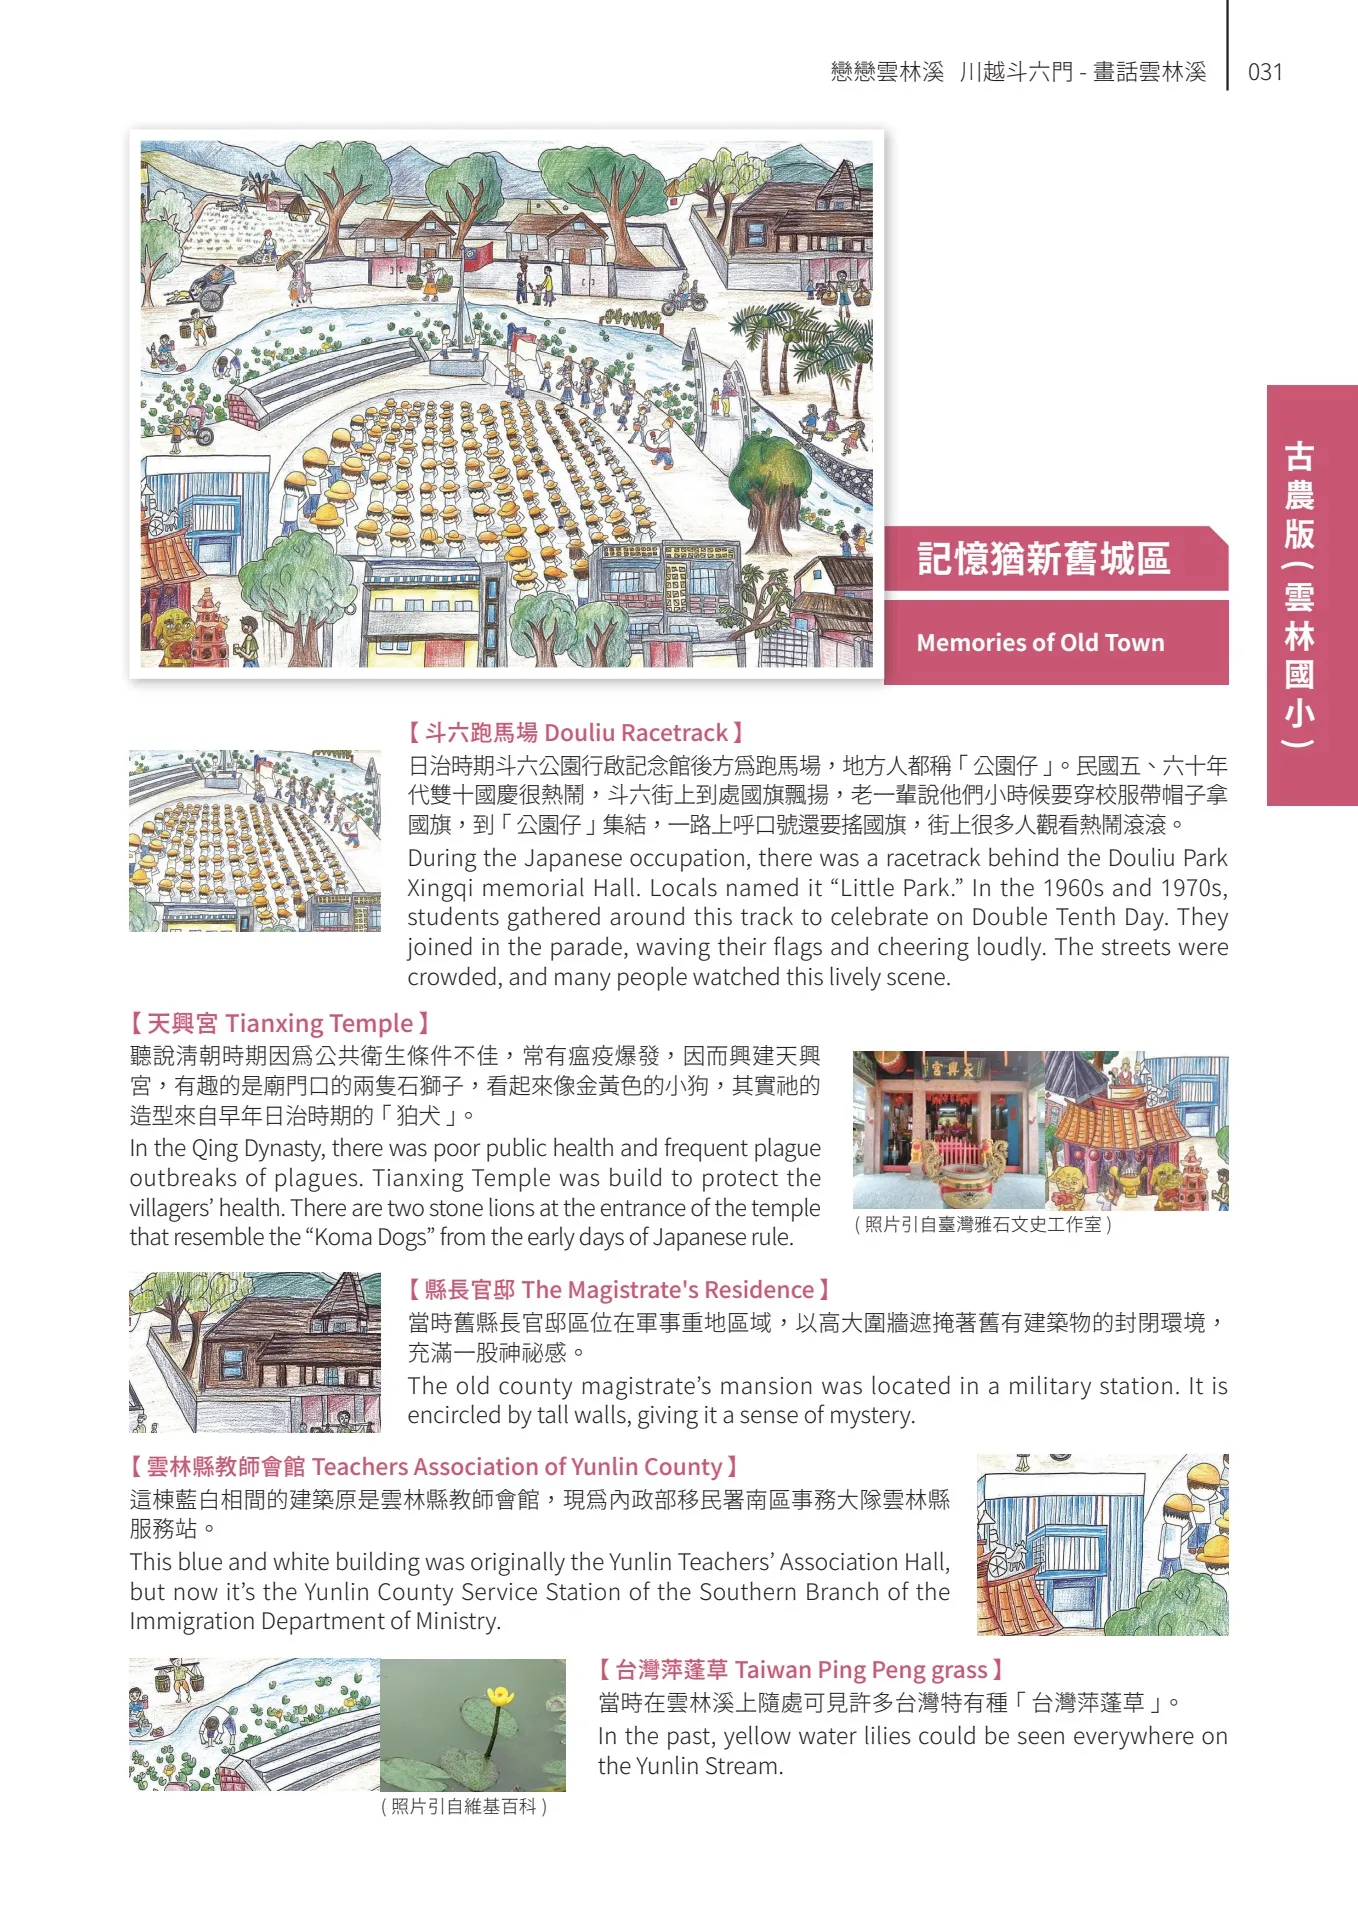 戀戀雲林溪 川越斗六門 - 畫話雲林溪 031
古農版(雲林國小)
記憶猶新舊城區
Memories of Old Town
【 斗六跑馬場 Douliu Racetrack 】
日治時期斗六公園行啟記念館後方為跑馬場，地方人都稱「公園仔」。民國五、六十年
代雙十國慶很熱鬧，斗六街上到處國旗飄揚，老一輩說他們小時候要穿校服帶帽子拿
國旗，到「公園仔」集結，一路上呼口號還要搖國旗，街上很多人觀看熱鬧滾滾。
During the Japanese occupation, there was a racetrack behind the Douliu Park
Xingqi memorial Hall. Locals named it “Little Park.” In the 1960s and 1970s,
students gathered around this track to celebrate on Double Tenth Day. They
joined in the parade, waving their flags and cheering loudly. The streets were
crowded, and many people watched this lively scene.
【 天興宮 Tianxing Temple 】
聽說清朝時期因為公共衛生條件不佳，常有瘟疫爆發，因而興建天興
宮，有趣的是廟門口的兩隻石獅子，看起來像金黃色的小狗，其實祂的
造型來自早年日治時期的「狛犬」。
In the Qing Dynasty, there was poor public health and frequent plague
outbreaks of plagues. Tianxing Temple was build to protect the
villagers’ health. There are two stone lions at the entrance of the temple
that resemble the “Koma Dogs” from the early days of Japanese rule.
宮興天
( 照片引自臺灣雅石文史工作室 )
【 縣長官邸 The Magistrate's Residence 】
當時舊縣長官邸區位在軍事重地區域，以高大圍牆遮掩著舊有建築物的封閉環境，
充滿一股神祕感。
The old county magistrate’s mansion was located in a military station. It is
encircled by tall walls, giving it a sense of mystery.
【 雲林縣教師會館 Teachers Association of Yunlin County 】
這棟藍白相間的建築原是雲林縣教師會館，現為內政部移民署南區事務大隊雲林縣
服務站。
This blue and white building was originally the Yunlin Teachers’ Association Hall,
but now it’s the Yunlin County Service Station of the Southern Branch of the
Immigration Department of Ministry.
【 台灣萍蓬草 Taiwan Ping Peng grass 】
當時在雲林溪上隨處可見許多台灣特有種「台灣萍蓬草」。
In the past, yellow water lilies could be seen everywhere on
the Yunlin Stream.
( 照片引自維基百科 )